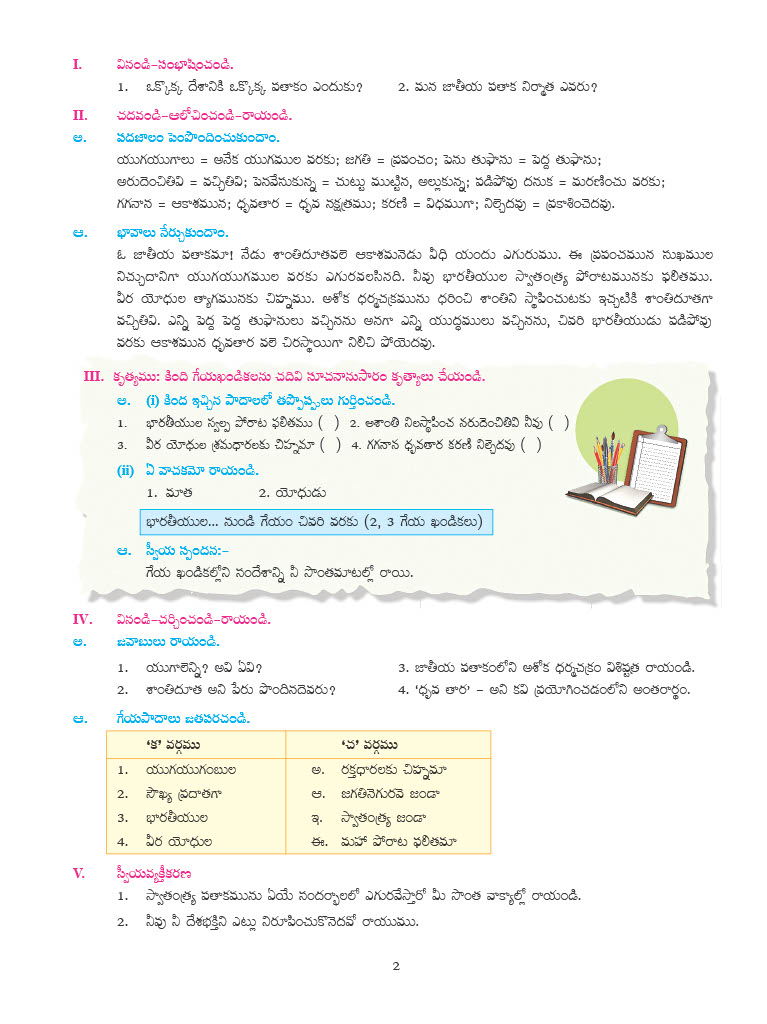 I. వినండి-సంభాషించండి.
1. ఒక్కొక్క దేశానికి ఒక్కొక్క పతాకం ఎందుకు? 2. మన జాతీయ పతాక నిర్మాత ఎవరు?
II. చదవండి-ఆలోచించండి-రాయండి.
అ. పదజాలం పెంపొందించుకుందాం.
యుగయుగాలు = అనేక యుగముల వరకు; జగతి = ప్రపంచం; పెను తుఫాను = పెద్ద తుఫాను;
అరుదెంచితివి = వచ్చితివి; పెనవేసుకున్న = చుట్టు ముట్టిన, అల్లుకున్న; పడిపోవు దనుక = మరణించు వరకు;
గగనాన = ఆకాశమున; ధృవతార = ధృవ నక్షత్రము; కరణి = విధముగా; నిల్చెదవు = ప్రకాశించెదవు.
ఆ. భావాలు నేర్చుకుందాం.
ఓ జాతీయ పతాకమా! నేడు శాంతిదూతవలె ఆకాశమనెడు వీధి యందు ఎగురుము. ఈ ప్రపంచమున సుఖముల
నిచ్చుదానిగా యుగయుగముల వరకు ఎగురవలసినది. నీవు భారతీయుల స్వాతంత్ర్య పోరాటమునకు ఫలితము.
వీర యోధుల త్యాగమునకు చిహ్నము. అశోక ధర్మచక్రమును ధరించి శాంతిని స్థాపించుటకు ఇచ్చటికి శాంతిదూతగా
వచ్చితివి. ఎన్ని పెద్ద పెద్ద తుఫానులు వచ్చినను అనగా ఎన్ని యుద్ధములు వచ్చినను, చివరి భారతీయుడు పడిపోవు
వరకు ఆకాశమున ధృవతార వలె చిరస్థాయిగా నిలిచి పోయెదవు.
III. కృత్యము: కింది గేయఖండికలను చదివి సూచనానుసారం కృత్యాలు చేయండి.
అ. (i) కింద ఇచ్చిన పాదాలలో తప్పొప్పులు గుర్తించండి.
1. భారతీయుల స్వల్ప పోరాట ఫలితము ( ) 2. అశాంతి నిలస్థాపించ నరుదెంచితివి నీవు ( )
3. వీర యోధుల శ్రమధారలకు చిహ్నమా ( ) 4. గగనాన ధృవతార కరణి నిల్చెదవు ( )
(ii) ఏ వాచకమో రాయండి.
1. మాత 2. యోధుడు
భారతీయుల... నుండి గేయం చివరి వరకు (2, 3 గేయ ఖండికలు)
ఆ. స్వీయ స్పందన:-
గేయ ఖండికల్లోని సందేశాన్ని నీ సొంతమాటల్లో రాయి.
IV. వినండి-చర్చించండి-రాయండి.
అ. జవాబులు రాయండి.
1. యుగాలెన్ని? అవి ఏవి? 3. జాతీయ పతాకంలోని అశోక ధర్మచక్రం విశిష్టత రాయండి.
2. శాంతిదూత అని పేరు పొందినదెవరు? 4. 'ధృవ తార' - అని కవి ప్రయోగించడంలోని అంతరార్థం.
ఆ. గేయపాదాలు జతపరచండి.
'క' వర్గము 'చ' వర్గము
1. యుగయుగంబుల అ. రక్తధారలకు చిహ్నమా
2. సౌఖ్య ప్రదాతగా ఆ. జగతినెగురవె జండా
3. భారతీయుల ఇ. స్వాతంత్ర్య జండా
4. వీర యోధుల ఈ. మహా పోరాట ఫలితమా
V. స్వీయవ్యక్తీకరణ
1. స్వాతంత్ర్య పతాకమును ఏయే సందర్భాలలో ఎగురవేస్తారో మీ సొంత వాక్యాల్లో రాయండి.
2. నీవు నీ దేశభక్తిని ఎట్లు నిరూపించుకొనెదవో రాయుము.
2